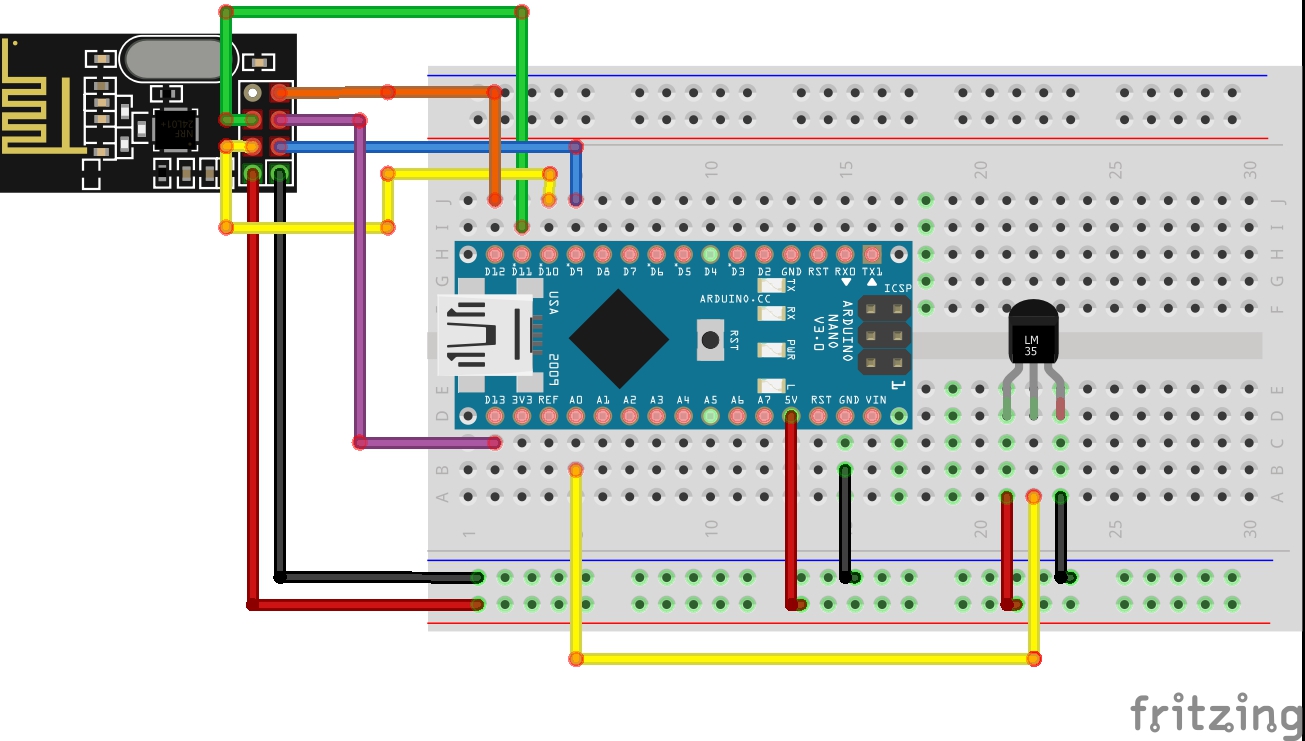 NRF
24L01+
10 15 20 25 30
J J
I I
H H
G G
F F
D12 D11 D10 D9 D8 D7 D6 D5 D4 D3 D2 GND RST RX0 TX1
USA
TX
RX
PWR
L
ARDUINO.CC
RST
ARDUINO
NANO
V3.0
ICSP
1
2009
LM
35
E E
D13 3V3 REF A0 A1 A2 A3 A4 A5 A6 A7 5V RST GND VIN
D D
C C
B B
A A
1 10 20 25 30
fritzing